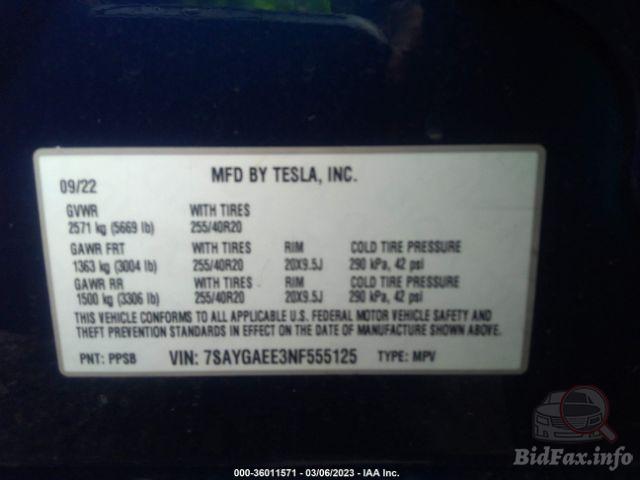 MFD BY TESLA, INC.
09/22
GVWR WITH TIRES
2571 kg (5669 lb) 255/40R20
GAWR FRT WITH TIRES RIM COLD TIRE PRESSURE
1363 kg (3004 lb) 255/40R20 20X9.5J 290 kPa, 42 psi
GAWR RR WITH TIRES RIM COLD TIRE PRESSURE
1500 kg (3306 lb) 255/40R20 20X9.5J 290 kPa, 42 psi
THIS VEHICLE CONFORMS TO ALL APPLICABLE U.S. FEDERAL MOTOR VEHICLE SAFETY AND
THEFT PREVENTION STANDARDS IN EFFECT ON THE DATE OF MANUFACTURE SHOWN ABOVE.
PNT: PPSB VIN: 7SAYGAEE3NF555125 TYPE: MPV
BidFax.info
000-36011571 - 03/06/2023 - IAA Inc.